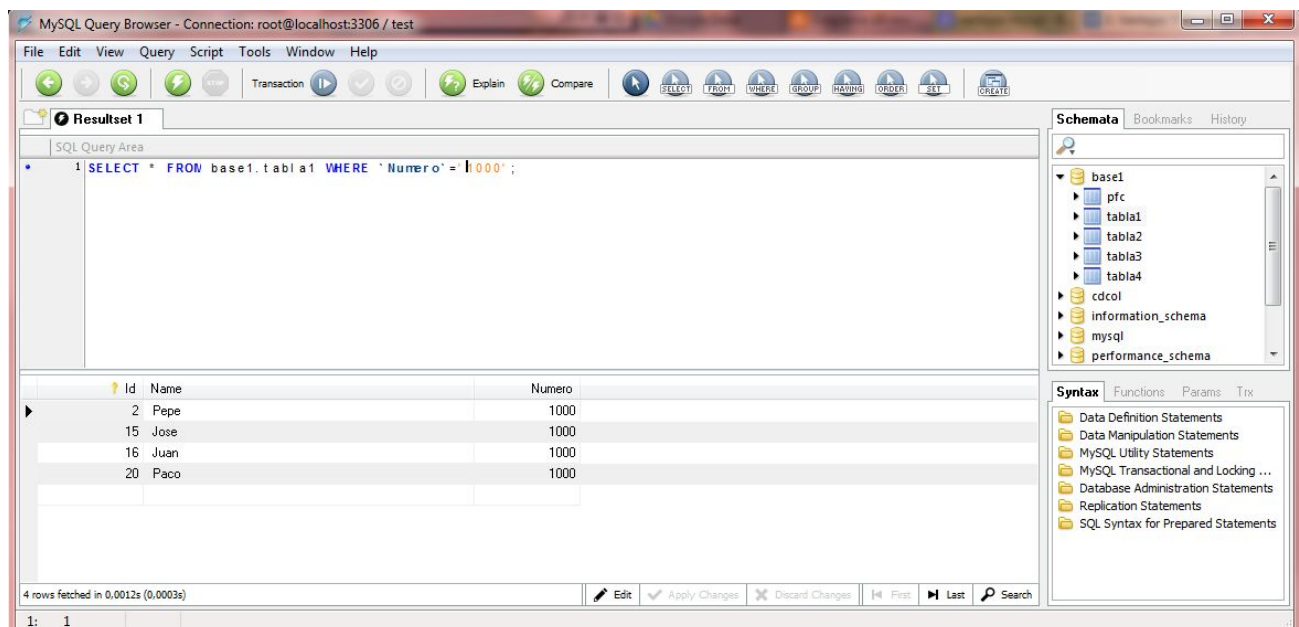 MySQL Query Browser - Connection: root@localhost:3306 / test
File Edit View Query Script Tools Window Help
Transaction Explain Compare SELECT FROM WHERE GROUP HAVING ORDER SET CREATE
Resultset 1
SQL Query Area
1 SELECT * FROM base1.tabla1 WHERE `Numero`='1000';
Schemata Bookmarks History
base1
pfc
tabla1
tabla2
tabla3
tabla4
cdcol
information_schema
mysql
performance_schema
Id Name Numero
2 Pepe 1000
15 Jose 1000
16 Juan 1000
20 Paco 1000
Syntax Functions Params Trx
Data Definition Statements
Data Manipulation Statements
MySQL Utility Statements
MySQL Transactional and Locking ...
Database Administration Statements
Replication Statements
SQL Syntax for Prepared Statements
4 rows fetched in 0,0012s (0,0003s)
Edit Apply Changes Discard Changes First Last Search
1: 1